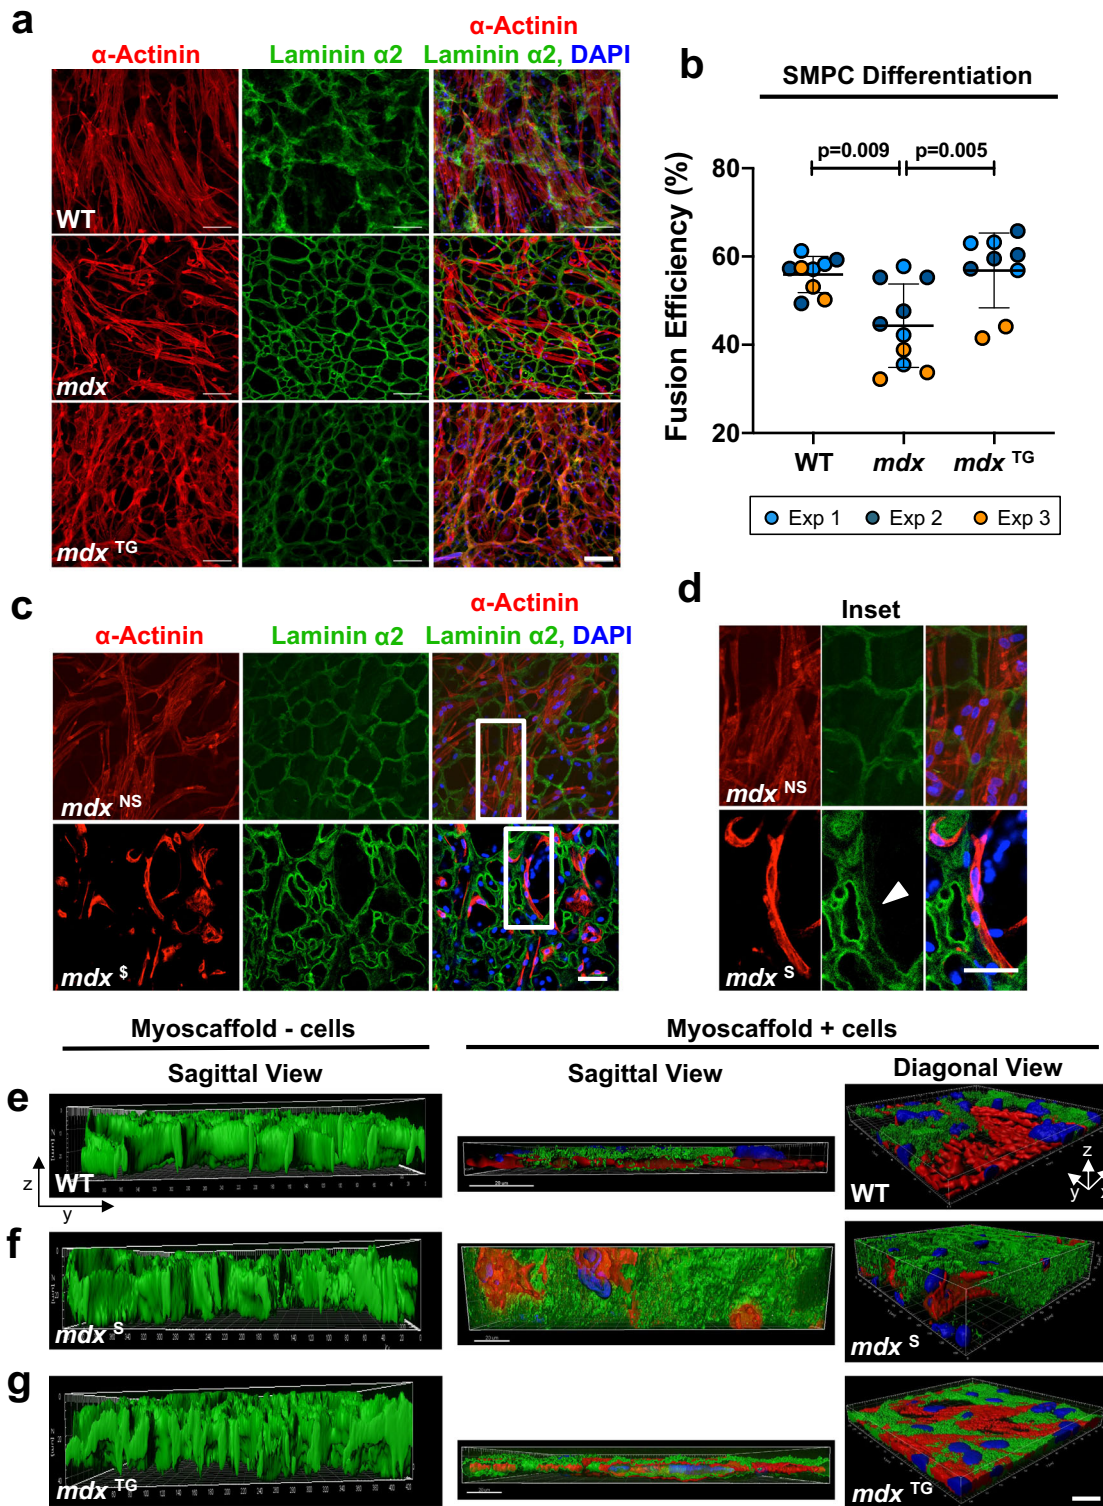 a
α-Actinin
α-Actinin Laminin α2 Laminin α2, DAPI
WT
mdx
mdx TG
b
SMPC Differentiation
p=0.009 p=0.005
Fusion Efficiency (%)
80
60
40
20
WT mdx mdx TG
Exp 1 Exp 2 Exp 3
c
α-Actinin
α-Actinin Laminin α2 Laminin α2, DAPI
mdx NS
mdx $
d
Inset
mdx NS
mdx S
Myoscaffold - cells Myoscaffold + cells
Sagittal View Sagittal View Diagonal View
e
z
y
WT
20 µm
WT
z
y
f
mdx S
mdx S
g
mdx TG
mdx TG